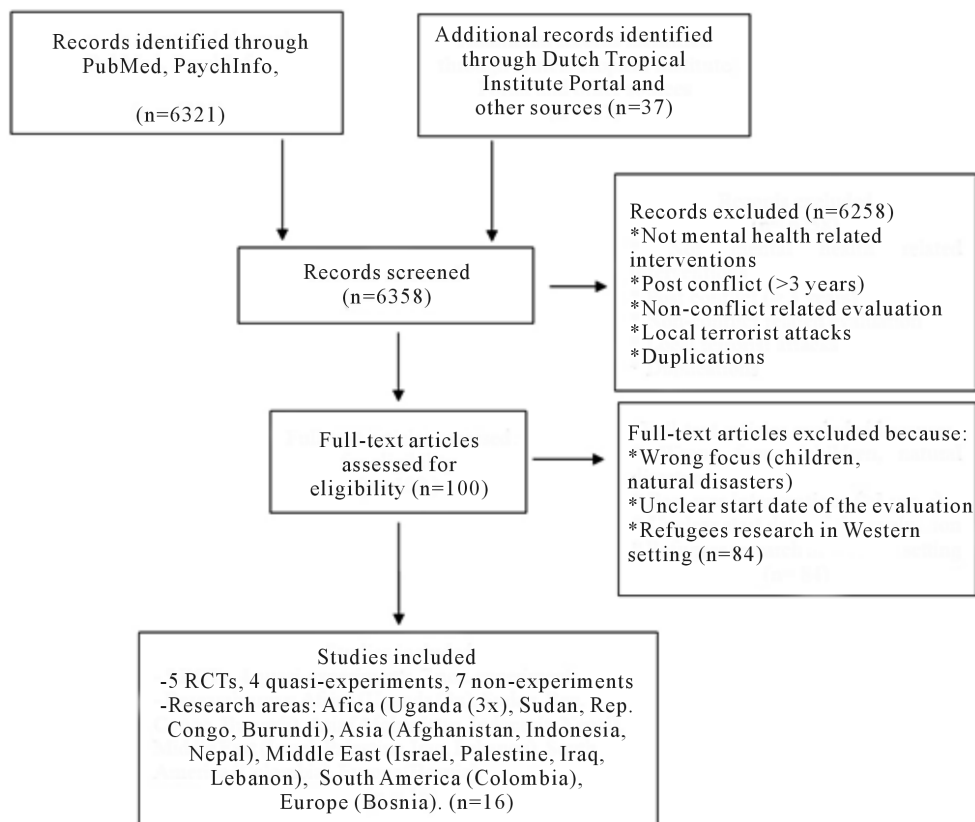 Records identified through
PubMed, PaychInfo,
(n=6321)
Additional records identified
through Dutch Tropical
Institute Portal and
other sources (n=37)
Records screened
(n=6358)
Records excluded (n=6258)
*Not mental health related
interventions
*Post conflict (>3 years)
*Non-conflict related evaluation
*Local terrorist attacks
*Duplications
Full-text articles
assessed for
eligibility (n=100)
Full-text articles excluded because:
*Wrong focus (children,
natural disasters)
*Unclear start date of the evaluation
*Refugees research in Western
setting (n=84)
Studies included
-5 RCTs, 4 quasi-experiments, 7 non-experiments
-Research areas: Africa (Uganda (3x), Sudan, Rep.
Congo, Burundi), Asia (Afghanistan, Indonesia,
Nepal), Middle East (Israel, Palestine, Iraq,
Lebanon), South America (Colombia),
Europe (Bosnia). (n=16)